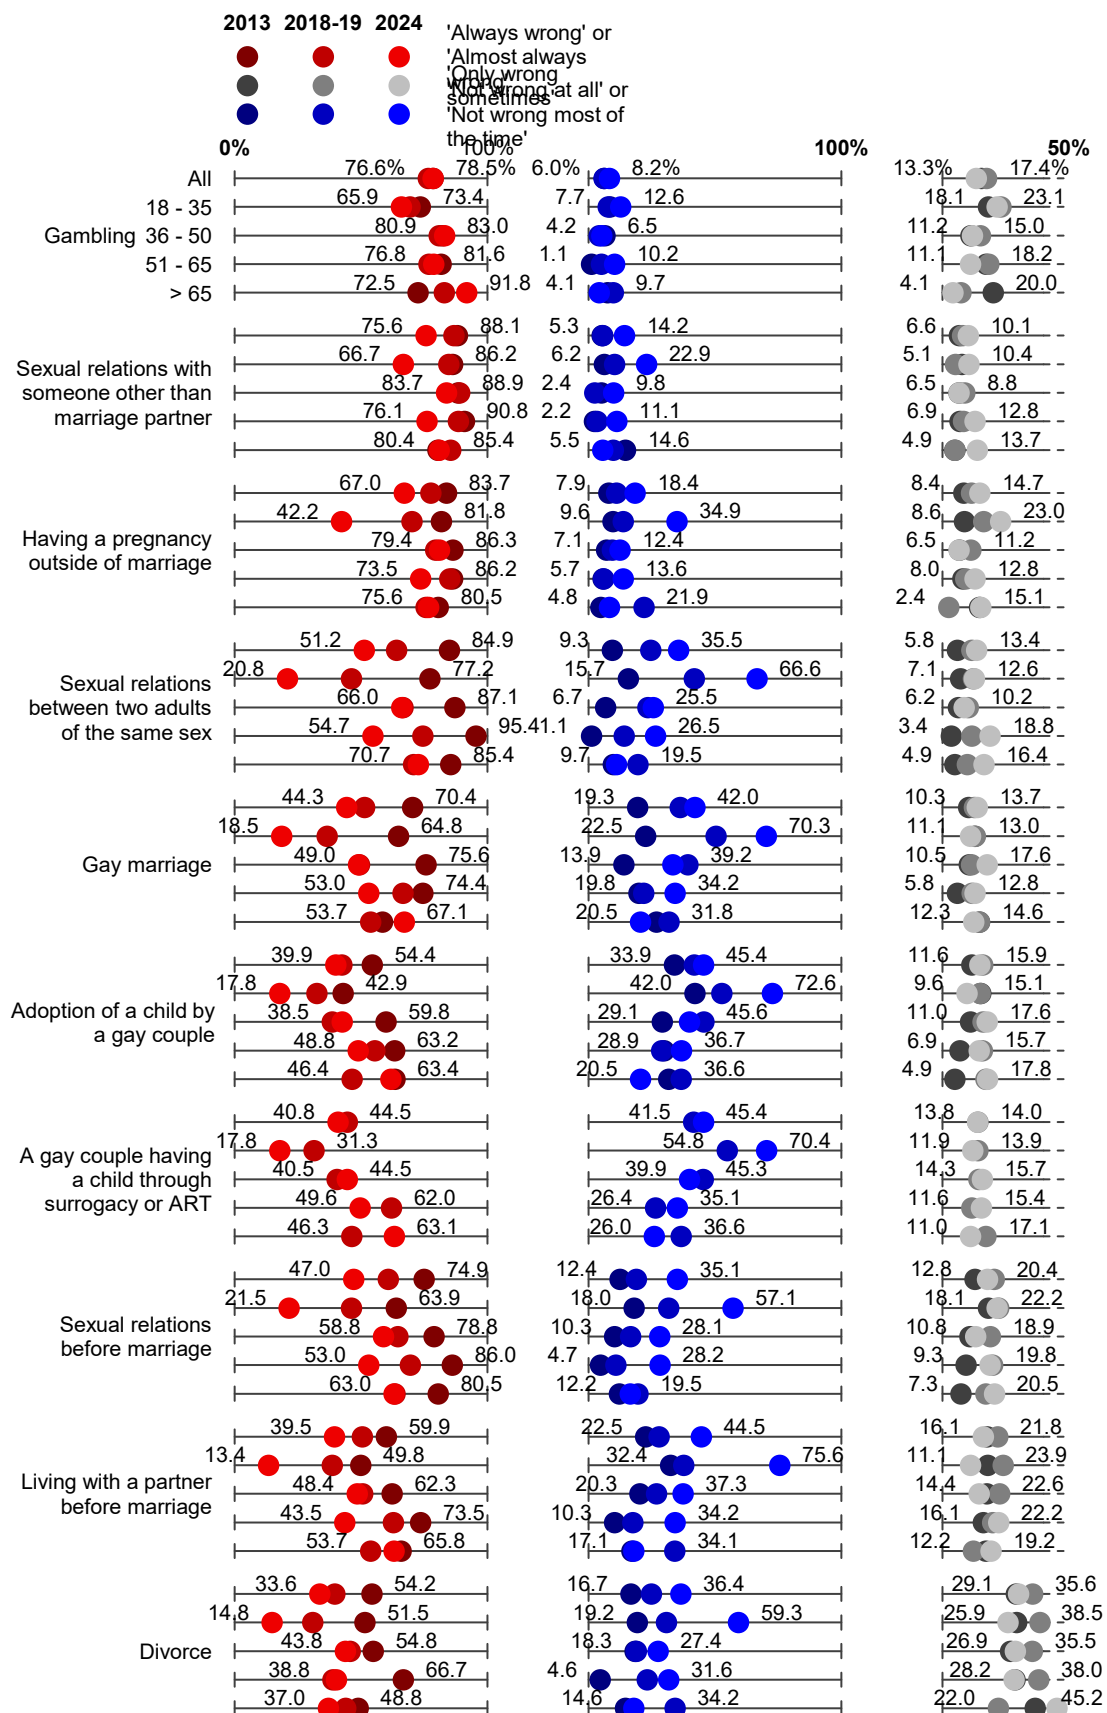 2013 2018-19 2024
'Always wrong' or
'Almost always
wrong'
'Only wrong
sometimes'
'Not wrong at all' or
'Not wrong most of
the time'
0% 100% 100% 50%
All 76.6% 78.5% 6.0% 8.2% 13.3% 17.4%
18 - 35 65.9 73.4 7.7 12.6 18.1 23.1
Gambling 36 - 50 80.9 83.0 4.2 6.5 11.2 15.0
51 - 65 76.8 81.6 1.1 10.2 11.1 18.2
> 65 72.5 91.8 4.1 9.7 4.1 20.0
75.6 88.1 5.3 14.2 6.6 10.1
Sexual relations with 66.7 86.2 6.2 22.9 5.1 10.4
someone other than 83.7 88.9 2.4 9.8 6.5 8.8
marriage partner 76.1 90.8 2.2 11.1 6.9 12.8
80.4 85.4 5.5 14.6 4.9 13.7
67.0 83.7 7.9 18.4 8.4 14.7
42.2 81.8 9.6 34.9 8.6 23.0
Having a pregnancy 79.4 86.3 7.1 12.4 6.5 11.2
outside of marriage 73.5 86.2 5.7 13.6 8.0 12.8
75.6 80.5 4.8 21.9 2.4 15.1
51.2 84.9 9.3 35.5 5.8 13.4
Sexual relations 20.8 77.2 15.7 66.6 7.1 12.6
between two adults 66.0 87.1 6.7 25.5 6.2 10.2
of the same sex 54.7 95.4 1.1 26.5 3.4 18.8
70.7 85.4 9.7 19.5 4.9 16.4
44.3 70.4 19.3 42.0 10.3 13.7
18.5 64.8 22.5 70.3 11.1 13.0
Gay marriage 49.0 75.6 13.9 39.2 10.5 17.6
53.0 74.4 19.8 34.2 5.8 12.8
53.7 67.1 20.5 31.8 12.3 14.6
39.9 54.4 33.9 45.4 11.6 15.9
17.8 42.9 42.0 72.6 9.6 15.1
Adoption of a child by 38.5 59.8 29.1 45.6 11.0 17.6
a gay couple 48.8 63.2 28.9 36.7 6.9 15.7
46.4 63.4 20.5 36.6 4.9 17.8
40.8 44.5 41.5 45.4 13.8 14.0
A gay couple having 17.8 31.3 54.8 70.4 11.9 13.9
a child through 40.5 44.5 39.9 45.3 14.3 15.7
surrogacy or ART 49.6 62.0 26.4 35.1 11.6 15.4
46.3 63.1 26.0 36.6 11.0 17.1
47.0 74.9 12.4 35.1 12.8 20.4
21.5 63.9 18.0 57.1 18.1 22.2
Sexual relations 58.8 78.8 10.3 28.1 10.8 18.9
before marriage 53.0 86.0 4.7 28.2 9.3 19.8
63.0 80.5 12.2 19.5 7.3 20.5
39.5 59.9 22.5 44.5 16.1 21.8
13.4 49.8 32.4 75.6 11.1 23.9
Living with a partner 48.4 62.3 20.3 37.3 14.4 22.6
before marriage 43.5 73.5 10.3 34.2 16.1 22.2
53.7 65.8 17.1 34.1 12.2 19.2
33.6 54.2 16.7 36.4 29.1 35.6
14.8 51.5 19.2 59.3 25.9 38.5
Divorce 43.8 54.8 18.3 27.4 26.9 35.5
38.8 66.7 4.6 31.6 28.2 38.0
37.0 48.8 14.6 34.2 22.0 45.2